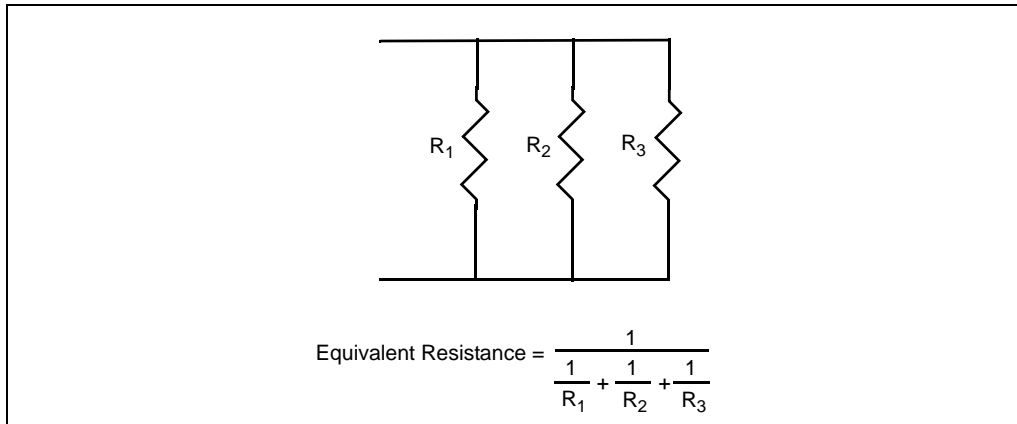 R1 R2 R3
Equivalent Resistance = 1
1 + 1 + 1
R1 R2 R3